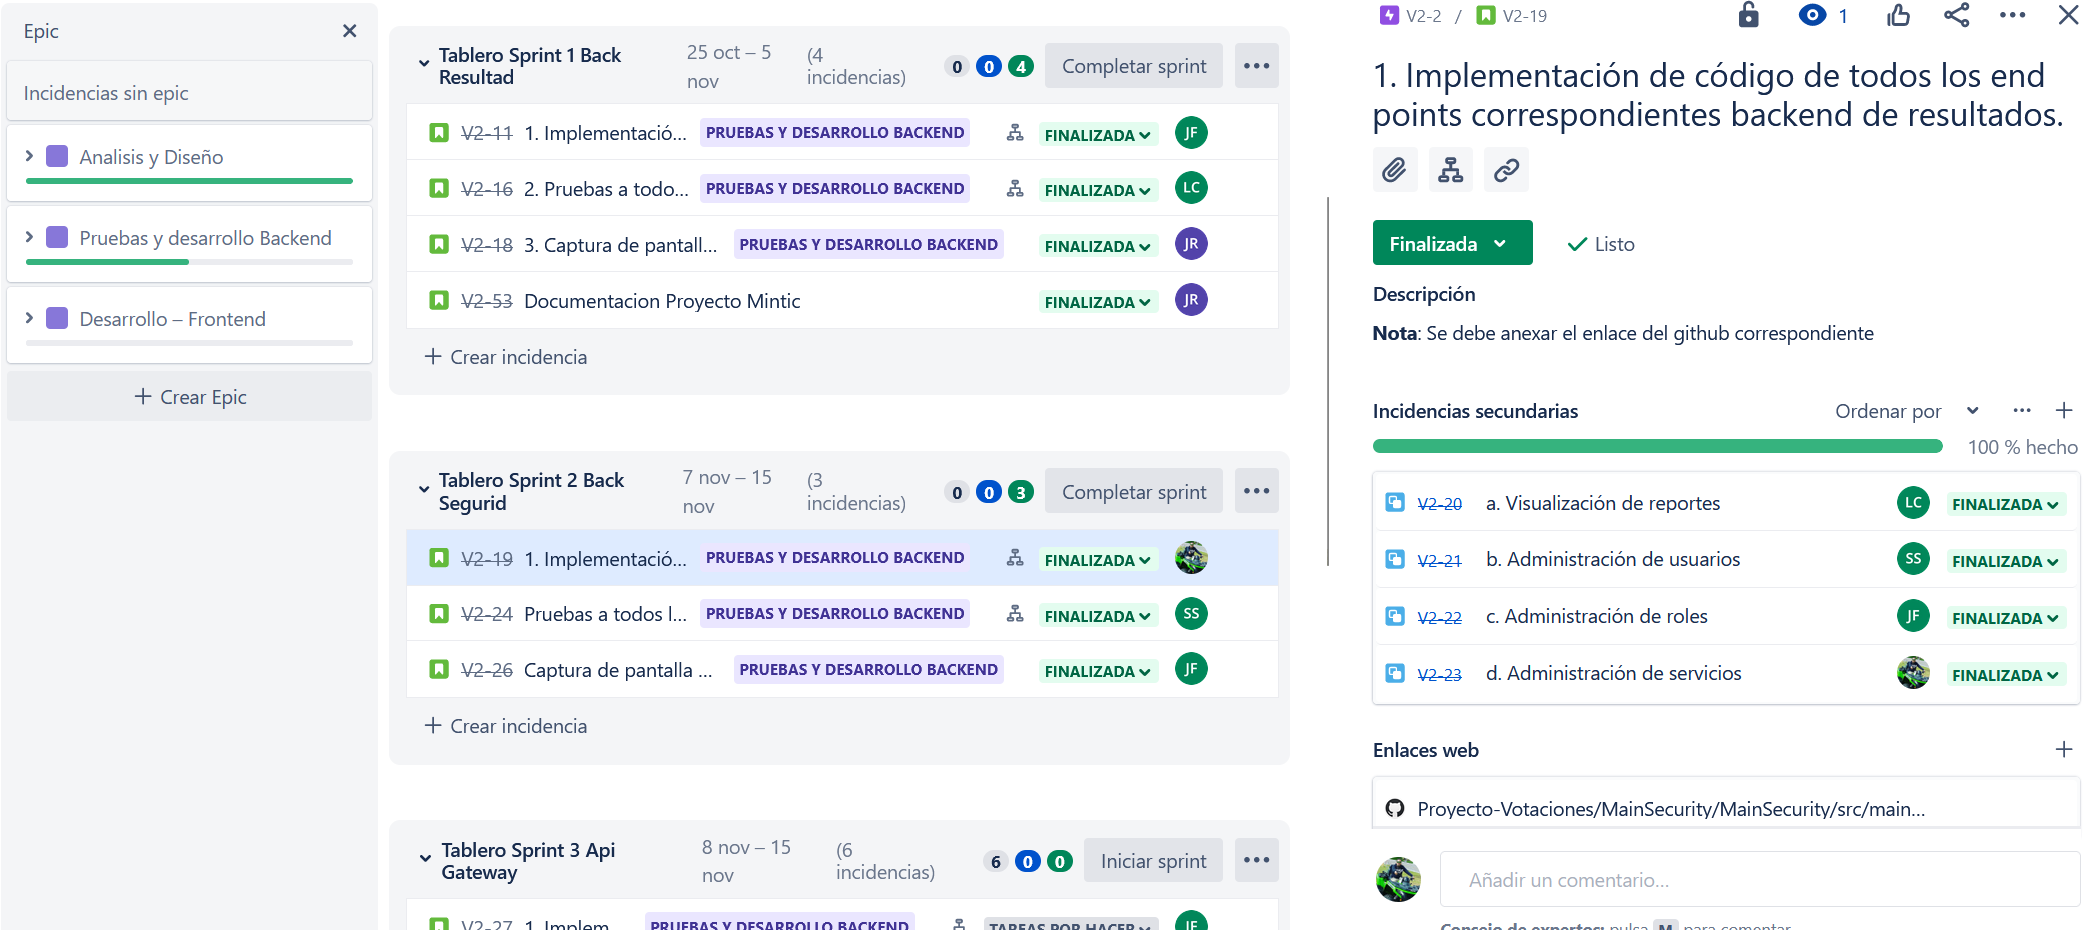 Epic
Incidencias sin epic
Analisis y Diseño
Pruebas y desarrollo Backend
Desarrollo – Frontend
+ Crear Epic
Tablero Sprint 1 Back
Resultad
25 oct – 5
nov
(4
incidencias)
0 0 4
Completar sprint
V2-11 1. Implementació... PRUEBAS Y DESARROLLO BACKEND FINALIZADA JF
V2-16 2. Pruebas a todo... PRUEBAS Y DESARROLLO BACKEND FINALIZADA LC
V2-18 3. Captura de pantall... PRUEBAS Y DESARROLLO BACKEND FINALIZADA JR
V2-53 Documentacion Proyecto Mintic FINALIZADA JR
+ Crear incidencia
Tablero Sprint 2 Back
Segurid
7 nov – 15
nov
(3
incidencias)
0 0 3
Completar sprint
V2-19 1. Implementació... PRUEBAS Y DESARROLLO BACKEND FINALIZADA
V2-24 Pruebas a todos l... PRUEBAS Y DESARROLLO BACKEND FINALIZADA SS
V2-26 Captura de pantalla ... PRUEBAS Y DESARROLLO BACKEND FINALIZADA JF
+ Crear incidencia
Tablero Sprint 3 Api
Gateway
8 nov – 15
nov
(6
incidencias)
6 0 0
Iniciar sprint
V2-27 1. Implem... PRUEBAS Y DESARROLLO BACKEND TAREAS POR HACER JF
V2-2 / V2-19
1
1. Implementación de código de todos los end
points correspondientes backend de resultados.
Finalizada
Listo
Descripción
Nota: Se debe anexar el enlace del github correspondiente
Incidencias secundarias
Ordenar por
100 % hecho
V2-20 a. Visualización de reportes LC FINALIZADA
V2-21 b. Administración de usuarios SS FINALIZADA
V2-22 c. Administración de roles JF FINALIZADA
V2-23 d. Administración de servicios FINALIZADA
Enlaces web
Proyecto-Votaciones/MainSecurity/MainSecurity/src/main...
Añadir un comentario...
Consejo de expertos: pulsa M para comentar